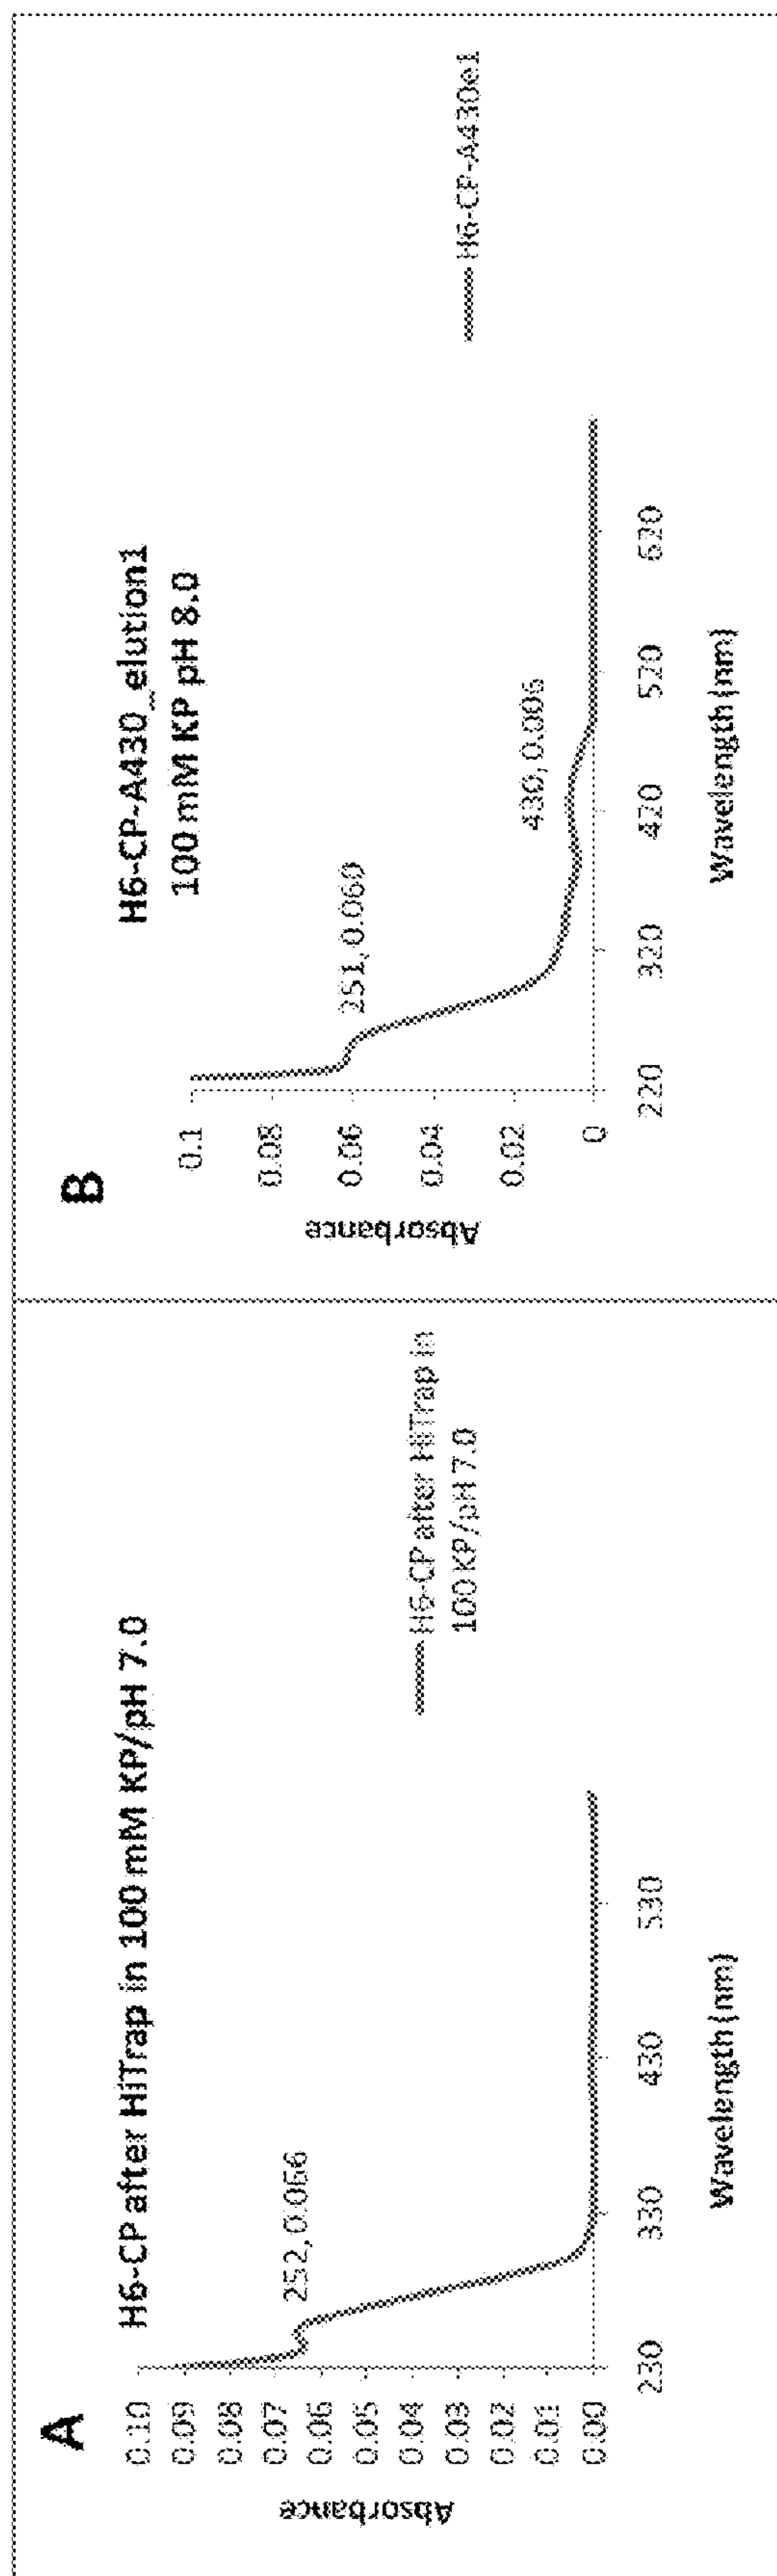 A
H6-CP after HiTrap in 100 mM KP/pH 7.0
0.10
0.09
0.08
0.07
0.06
0.05
0.04
0.03
0.02
0.01
0.00
Absorbance
252, 0.066
230
330
430
530
Wavelength (nm)
H6-CP after HiTrap in
100 KP/pH 7.0
B
H6-CP-A430_elution1
100 mM KP pH 8.0
0.1
0.08
0.06
0.04
0.02
0
Absorbance
251, 0.060
430, 0.006
220
320
420
520
620
Wavelength (nm)
H6-CP-A430e1